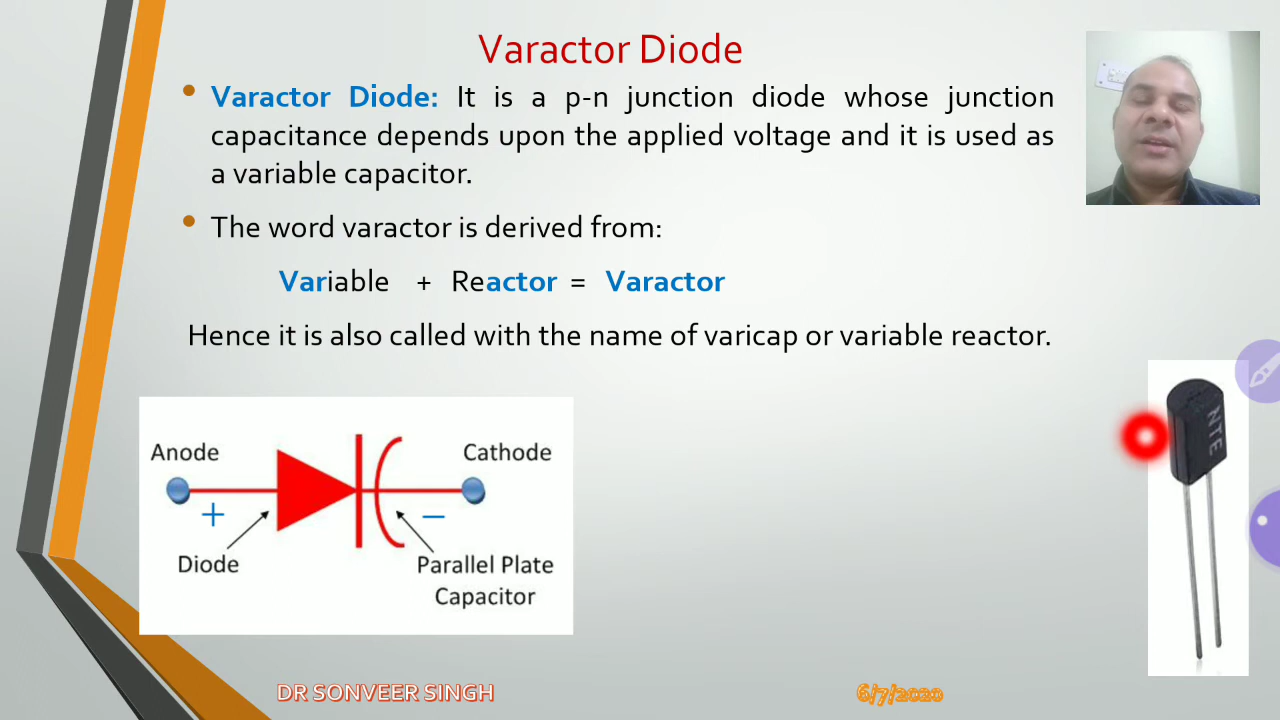 Varactor Diode
• Varactor Diode: It is a p-n junction diode whose junction
capacitance depends upon the applied voltage and it is used as
a variable capacitor.
• The word varactor is derived from:
Variable + Reactor = Varactor
Hence it is also called with the name of varicap or variable reactor.
Anode
Cathode
+
−
Diode
Parallel Plate
Capacitor
NTE
DR SONVEER SINGH
6/7/2020